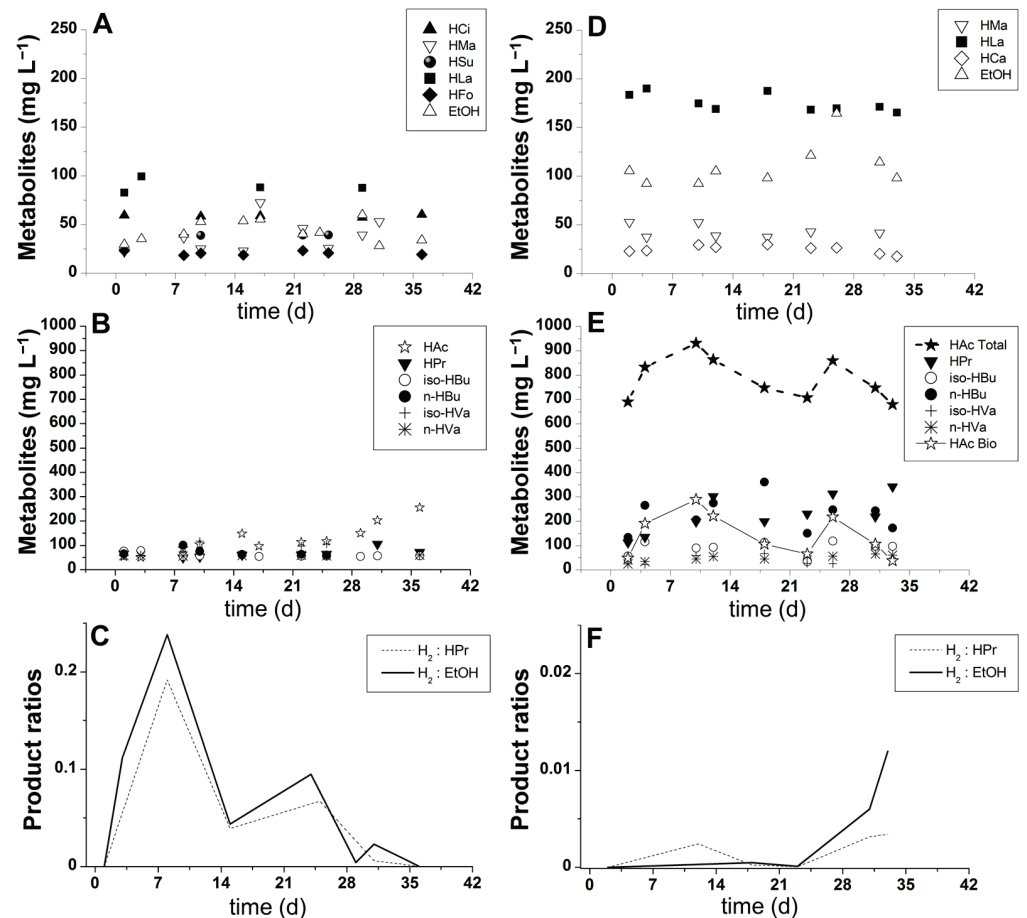 A
Metabolites (mg L⁻¹)
250
200
150
100
50
0
0 7 14 21 28 35 42
time (d)
HCi
HMa
HSu
HLa
HFo
EtOH
D
Metabolites (mg L⁻¹)
250
200
150
100
50
0
0 7 14 21 28 35 42
time (d)
HMa
HLa
HCa
EtOH
B
Metabolites (mg L⁻¹)
1000
900
800
700
600
500
400
300
200
100
0
0 7 14 21 28 35 42
time (d)
HAc
HPr
iso-HBu
n-HBu
iso-HVa
n-HVa
E
Metabolites (mg L⁻¹)
1000
900
800
700
600
500
400
300
200
100
0
0 7 14 21 28 35 42
time (d)
HAc Total
HPr
iso-HBu
n-HBu
iso-HVa
n-HVa
HAc Bio
C
Product ratios
0.2
0.1
0
0 7 14 21 28 35 42
time (d)
H₂ : HPr
H₂ : EtOH
F
Product ratios
0.02
0.01
0
0 7 14 21 28 35 42
time (d)
H₂ : HPr
H₂ : EtOH